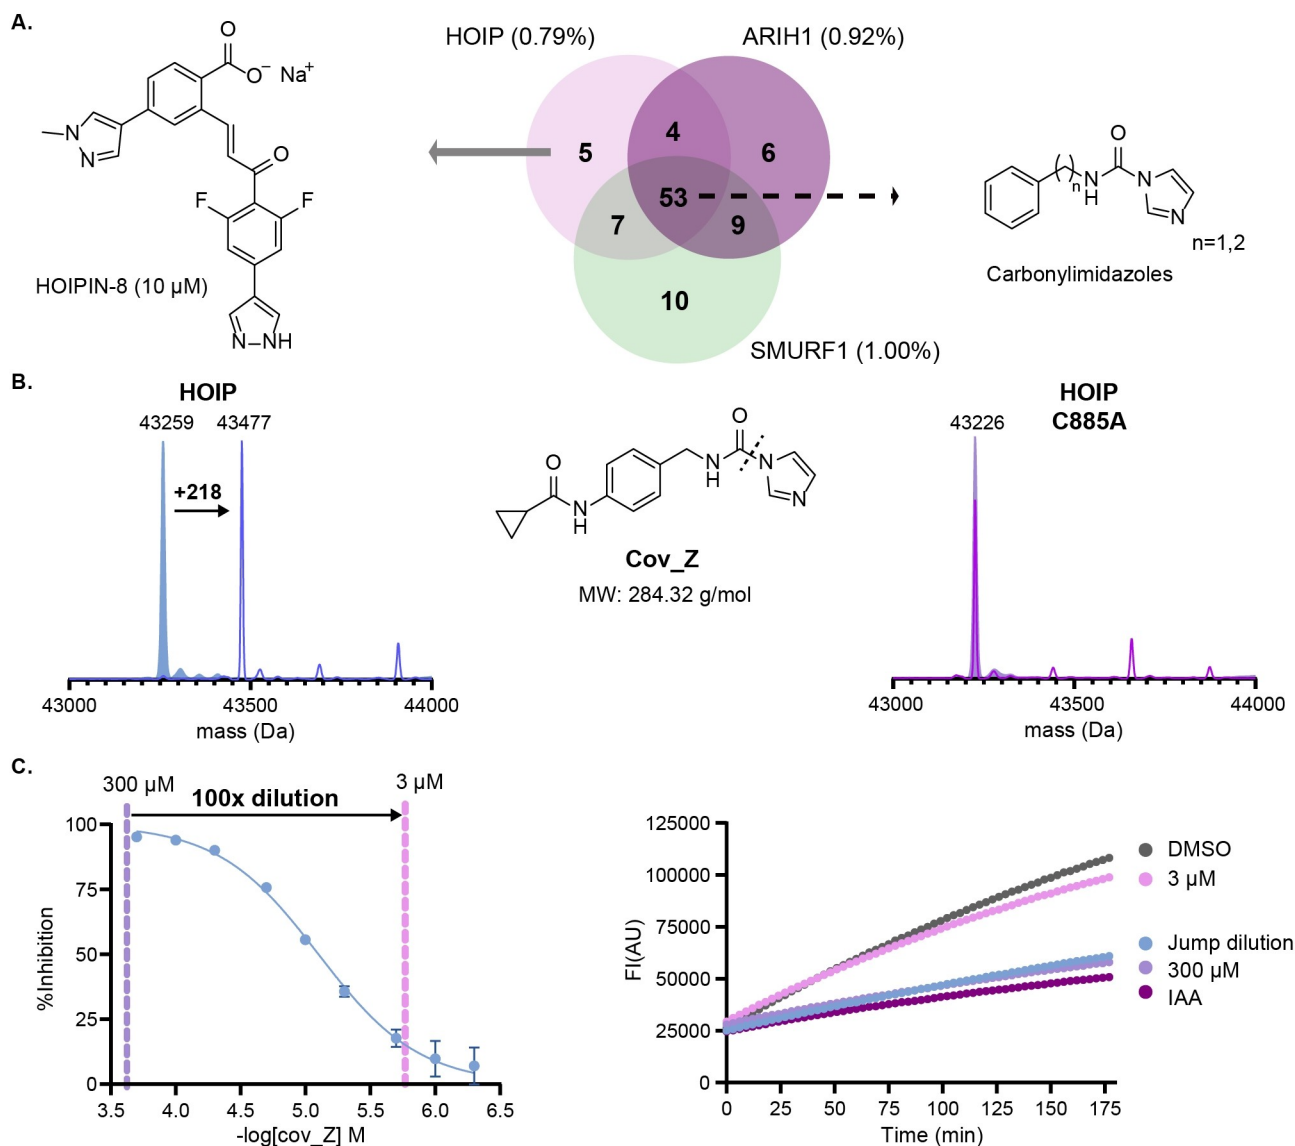 A.
HOIP (0.79%)
ARIH1 (0.92%)
O
O⁻ Na⁺
N
N
O
F
F
N–NH
HOIPIN-8 (10 µM)
4
5
6
53
7
9
10
SMURF1 (1.00%)
O
( )n
N
H
N
N
n=1,2
Carbonylimidazoles
B.
HOIP
43259
43477
+218
43000
43500
44000
mass (Da)
O
N
H
O
N
H
N
N
Cov_Z
MW: 284.32 g/mol
HOIP
C885A
43226
43000
43500
44000
mass (Da)
C.
300 µM
3 µM
100x dilution
100
75
50
25
0
%Inhibition
3.5
4.0
4.5
5.0
5.5
6.0
6.5
-log[cov_Z] M
125000
100000
75000
50000
25000
0
FI(AU)
0
25
50
75
100
125
150
175
Time (min)
DMSO
3 µM
Jump dilution
300 µM
IAA